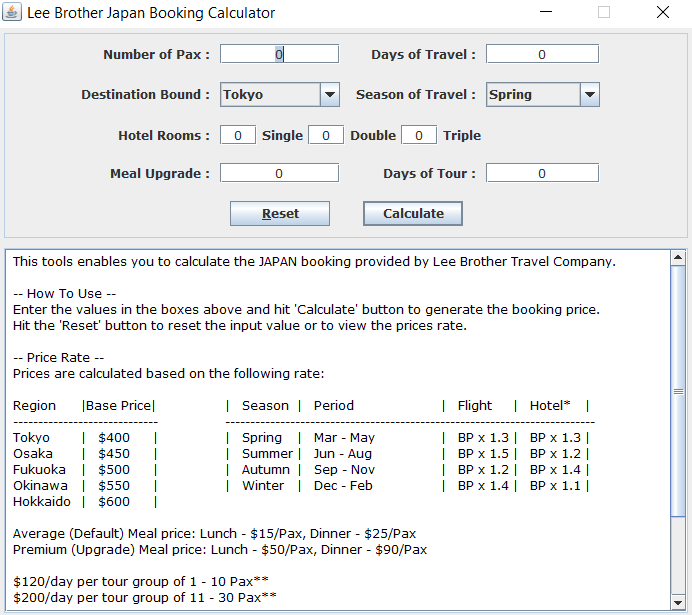 Lee Brother Japan Booking Calculator
Number of Pax : 0 Days of Travel : 0
Destination Bound : Tokyo Season of Travel : Spring
Hotel Rooms : 0 Single 0 Double 0 Triple
Meal Upgrade : 0 Days of Tour : 0
Reset Calculate
This tools enables you to calculate the JAPAN booking provided by Lee Brother Travel Company.
-- How To Use --
Enter the values in the boxes above and hit 'Calculate' button to generate the booking price.
Hit the 'Reset' button to reset the input value or to view the prices rate.
-- Price Rate --
Prices are calculated based on the following rate:
Region |Base Price| | Season | Period | Flight | Hotel* |
---------------------------- ------------------------------------------------------------------------
Tokyo | $400 | | Spring | Mar - May | BP x 1.3 | BP x 1.3 |
Osaka | $450 | | Summer | Jun - Aug | BP x 1.5 | BP x 1.2 |
Fukuoka | $500 | | Autumn | Sep - Nov | BP x 1.2 | BP x 1.4 |
Okinawa | $550 | | Winter | Dec - Feb | BP x 1.4 | BP x 1.1 |
Hokkaido | $600 |
Average (Default) Meal price: Lunch - $15/Pax, Dinner - $25/Pax
Premium (Upgrade) Meal price: Lunch - $50/Pax, Dinner - $90/Pax
$120/day per tour group of 1 - 10 Pax**
$200/day per tour group of 11 - 30 Pax**